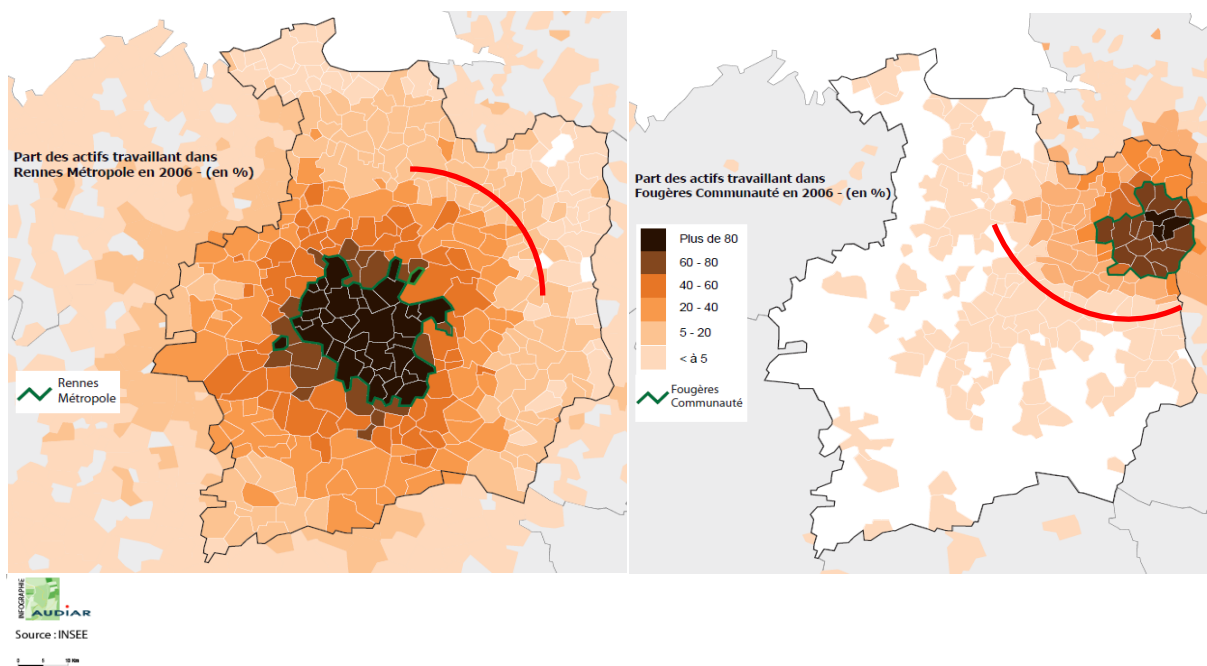 Part des actifs travaillant dans
Rennes Métropole en 2006 - (en %)
Rennes
Métropole
Part des actifs travaillant dans
Fougères Communauté en 2006 - (en %)
Plus de 80
60 - 80
40 - 60
20 - 40
5 - 20
< à 5
Fougères
Communauté
INFOGRAPHIE
AUDIAR
Source : INSEE